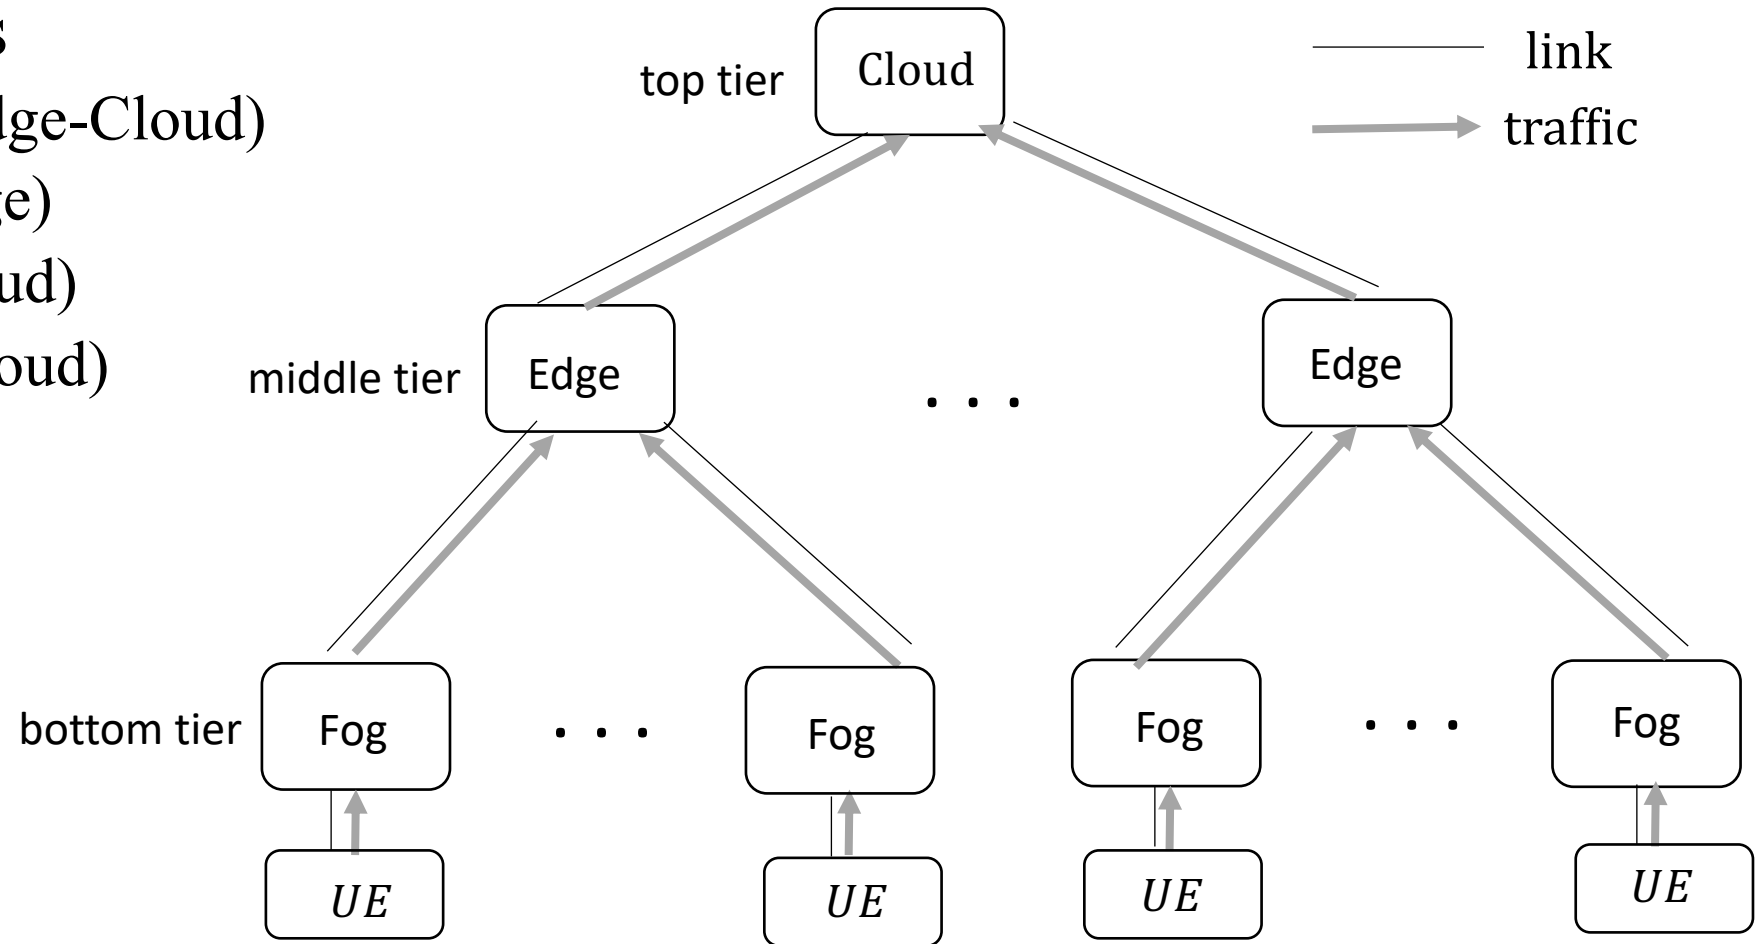 s
dge-Cloud)
ge)
ud)
oud)
top tier
Cloud
link
traffic
middle tier
Edge
. . .
Edge
bottom tier
Fog
. . .
Fog
Fog
. . .
Fog
UE
UE
UE
UE